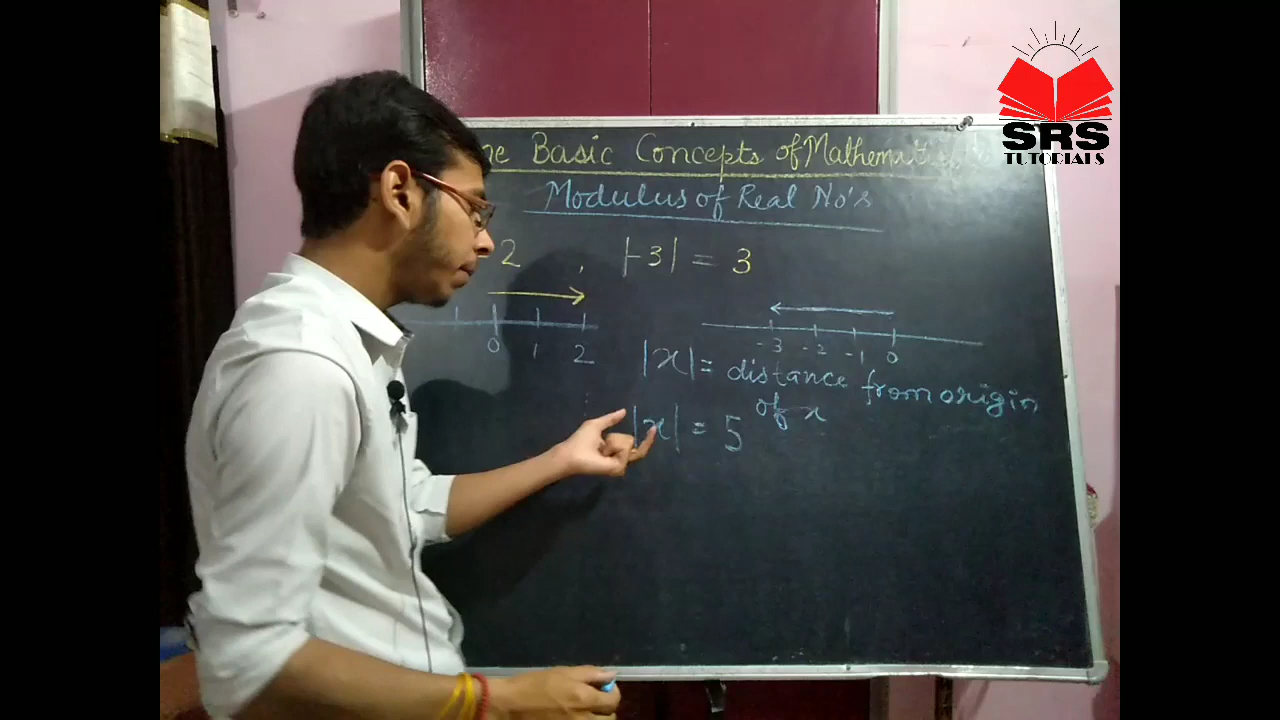 SRS
TUTORIALS
Basic Concepts of Mathemati
Modulus of Real No's
2 , |-3| = 3
0 1 2
-3 -2 -1 0
|x| = distance from origin
of x
|x| = 5